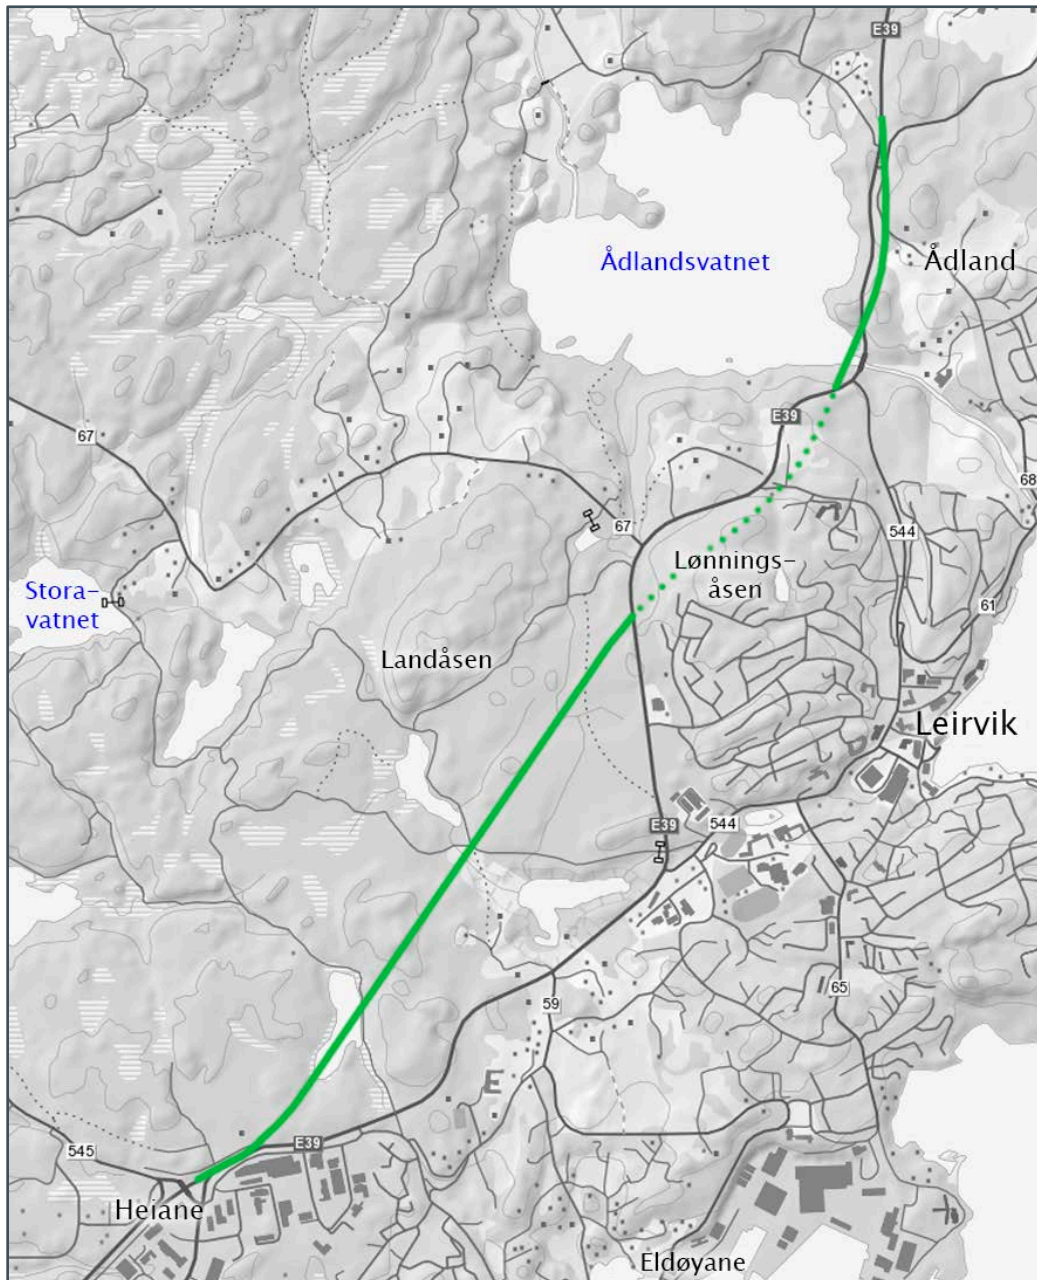 E39
Ådlandsvatnet
Ådland
E39
67
68
67
544
Lønnings-
åsen
Stora-
vatnet
61
Landåsen
Leirvik
E39
544
65
59
E
E39
545
Heiane
Eldøyane